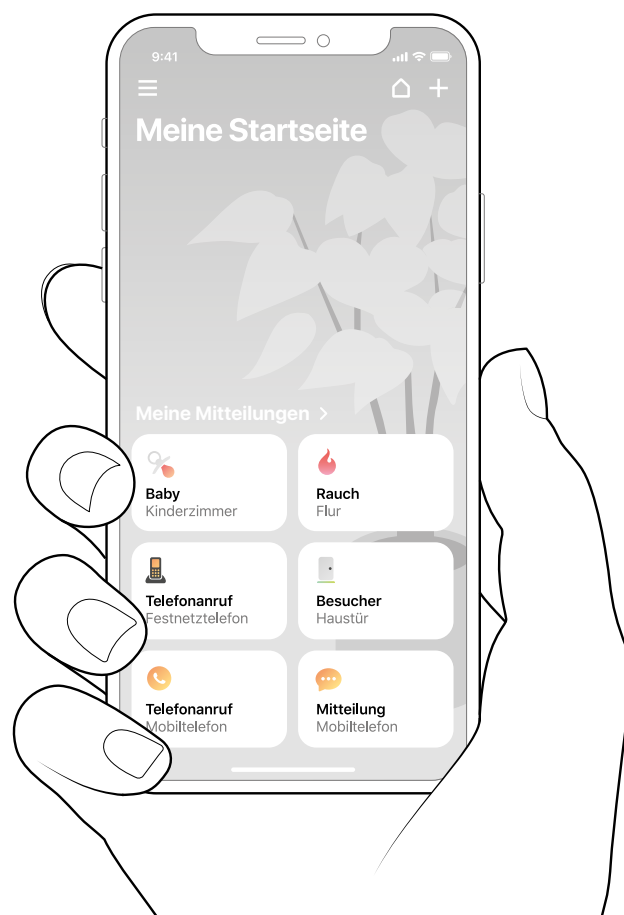 9:41
Meine Startseite
Meine Mitteilungen >
Baby
Kinderzimmer
Rauch
Flur
Telefonanruf
Festnetztelefon
Besucher
Haustür
Telefonanruf
Mobiltelefon
Mitteilung
Mobiltelefon